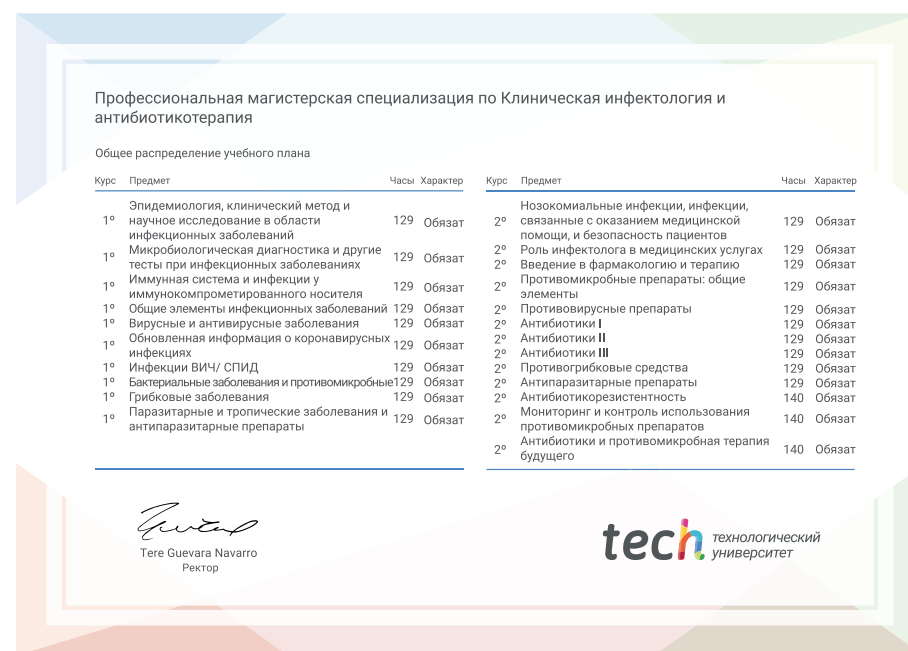 Профессиональная магистерская специализация по Клиническая инфектология и
антибиотикотерапия
Общее распределение учебного плана
Курс Предмет Часы Характер
1º Эпидемиология, клинический метод и
научное исследование в области
инфекционных заболеваний 129 Обязат
1º Микробиологическая диагностика и другие
тесты при инфекционных заболеваниях 129 Обязат
1º Иммунная система и инфекции у
иммунокомпрометированного носителя 129 Обязат
1º Общие элементы инфекционных заболеваний 129 Обязат
1º Вирусные и антивирусные заболевания 129 Обязат
1º Обновленная информация о коронавирусных
инфекциях 129 Обязат
1º Инфекции ВИЧ/ СПИД 129 Обязат
1º Бактериальные заболевания и противомикробные 129 Обязат
1º Грибковые заболевания 129 Обязат
1º Паразитарные и тропические заболевания и
антипаразитарные препараты 129 Обязат
Курс Предмет Часы Характер
2º Нозокомиальные инфекции, инфекции,
связанные с оказанием медицинской
помощи, и безопасность пациентов 129 Обязат
2º Роль инфектолога в медицинских услугах 129 Обязат
2º Введение в фармакологию и терапию 129 Обязат
2º Противомикробные препараты: общие
элементы 129 Обязат
2º Противовирусные препараты 129 Обязат
2º Антибиотики I 129 Обязат
2º Антибиотики II 129 Обязат
2º Антибиотики III 129 Обязат
2º Противогрибковые средства 129 Обязат
2º Антипаразитарные препараты 129 Обязат
2º Антибиотикорезистентность 140 Обязат
2º Мониторинг и контроль использования
противомикробных препаратов 140 Обязат
2º Антибиотики и противомикробная терапия
будущего 140 Обязат
Tere Guevara Navarro
Ректор
tech технологический
университет